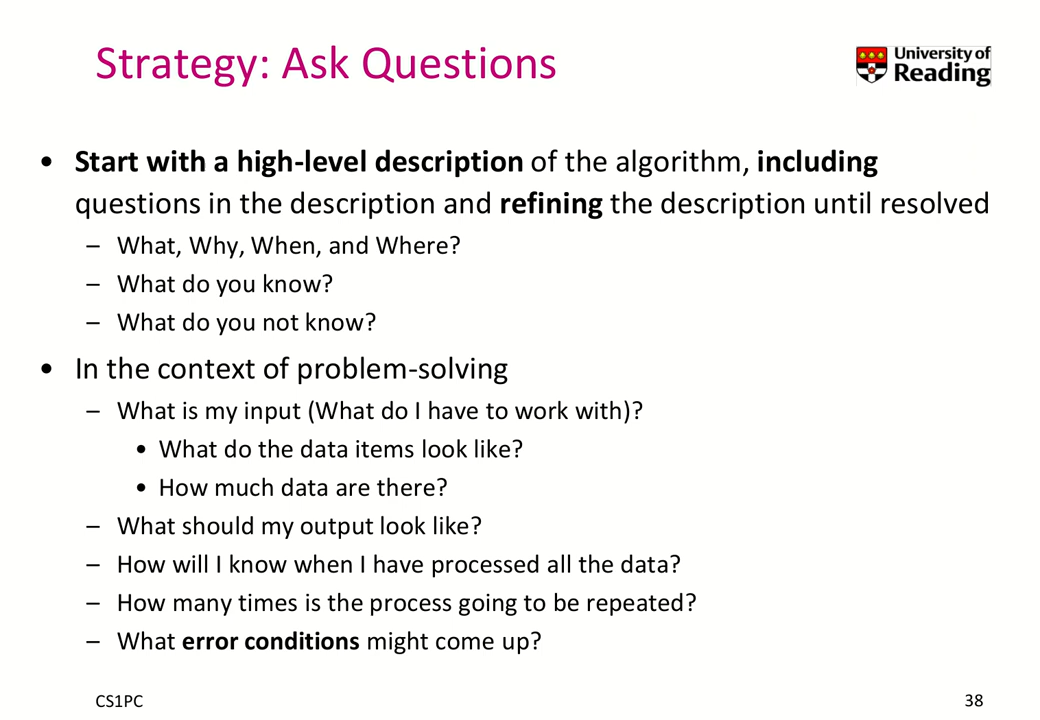 Strategy: Ask Questions
University of
Reading
• Start with a high-level description of the algorithm, including
questions in the description and refining the description until resolved
– What, Why, When, and Where?
– What do you know?
– What do you not know?
• In the context of problem-solving
– What is my input (What do I have to work with)?
• What do the data items look like?
• How much data are there?
– What should my output look like?
– How will I know when I have processed all the data?
– How many times is the process going to be repeated?
– What error conditions might come up?
CS1PC
38